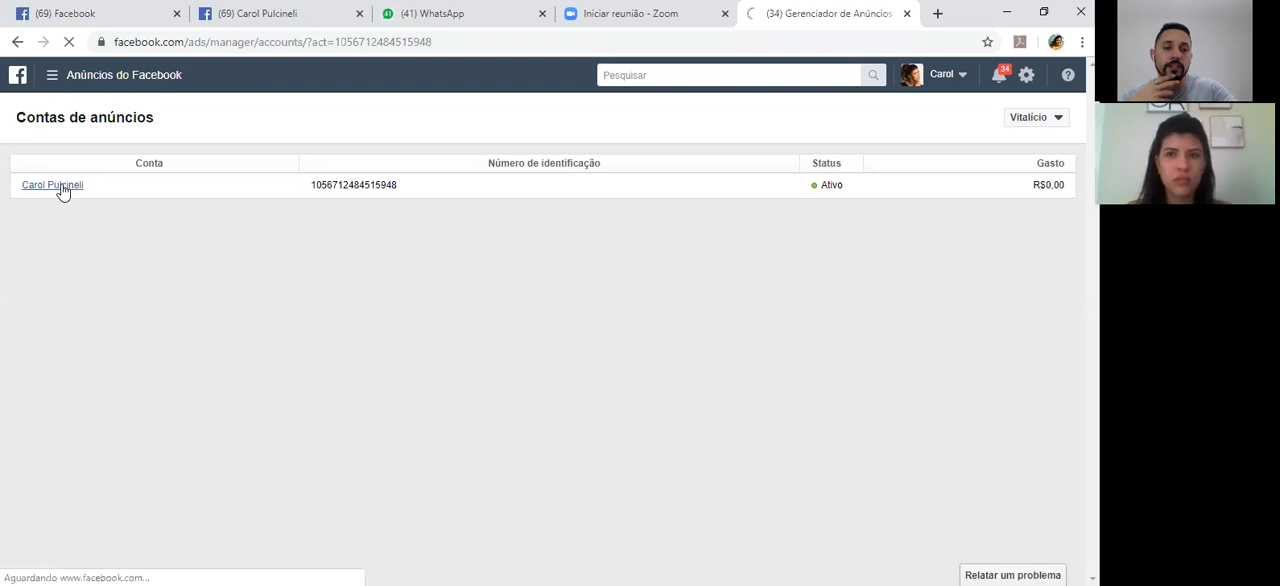 (69) Facebook
(69) Carol Pulcineli
(41) WhatsApp
Iniciar reunião - Zoom
(34) Gerenciador de Anúncios
facebook.com/ads/manager/accounts/?act=1056712484515948
Anúncios do Facebook
Pesquisar
Carol
34
Contas de anúncios
Vitalício
Conta
Número de identificação
Status
Gasto
Carol Pulcineli
1056712484515948
Ativo
R$0,00
Aguardando www.facebook.com...
Relatar um problema